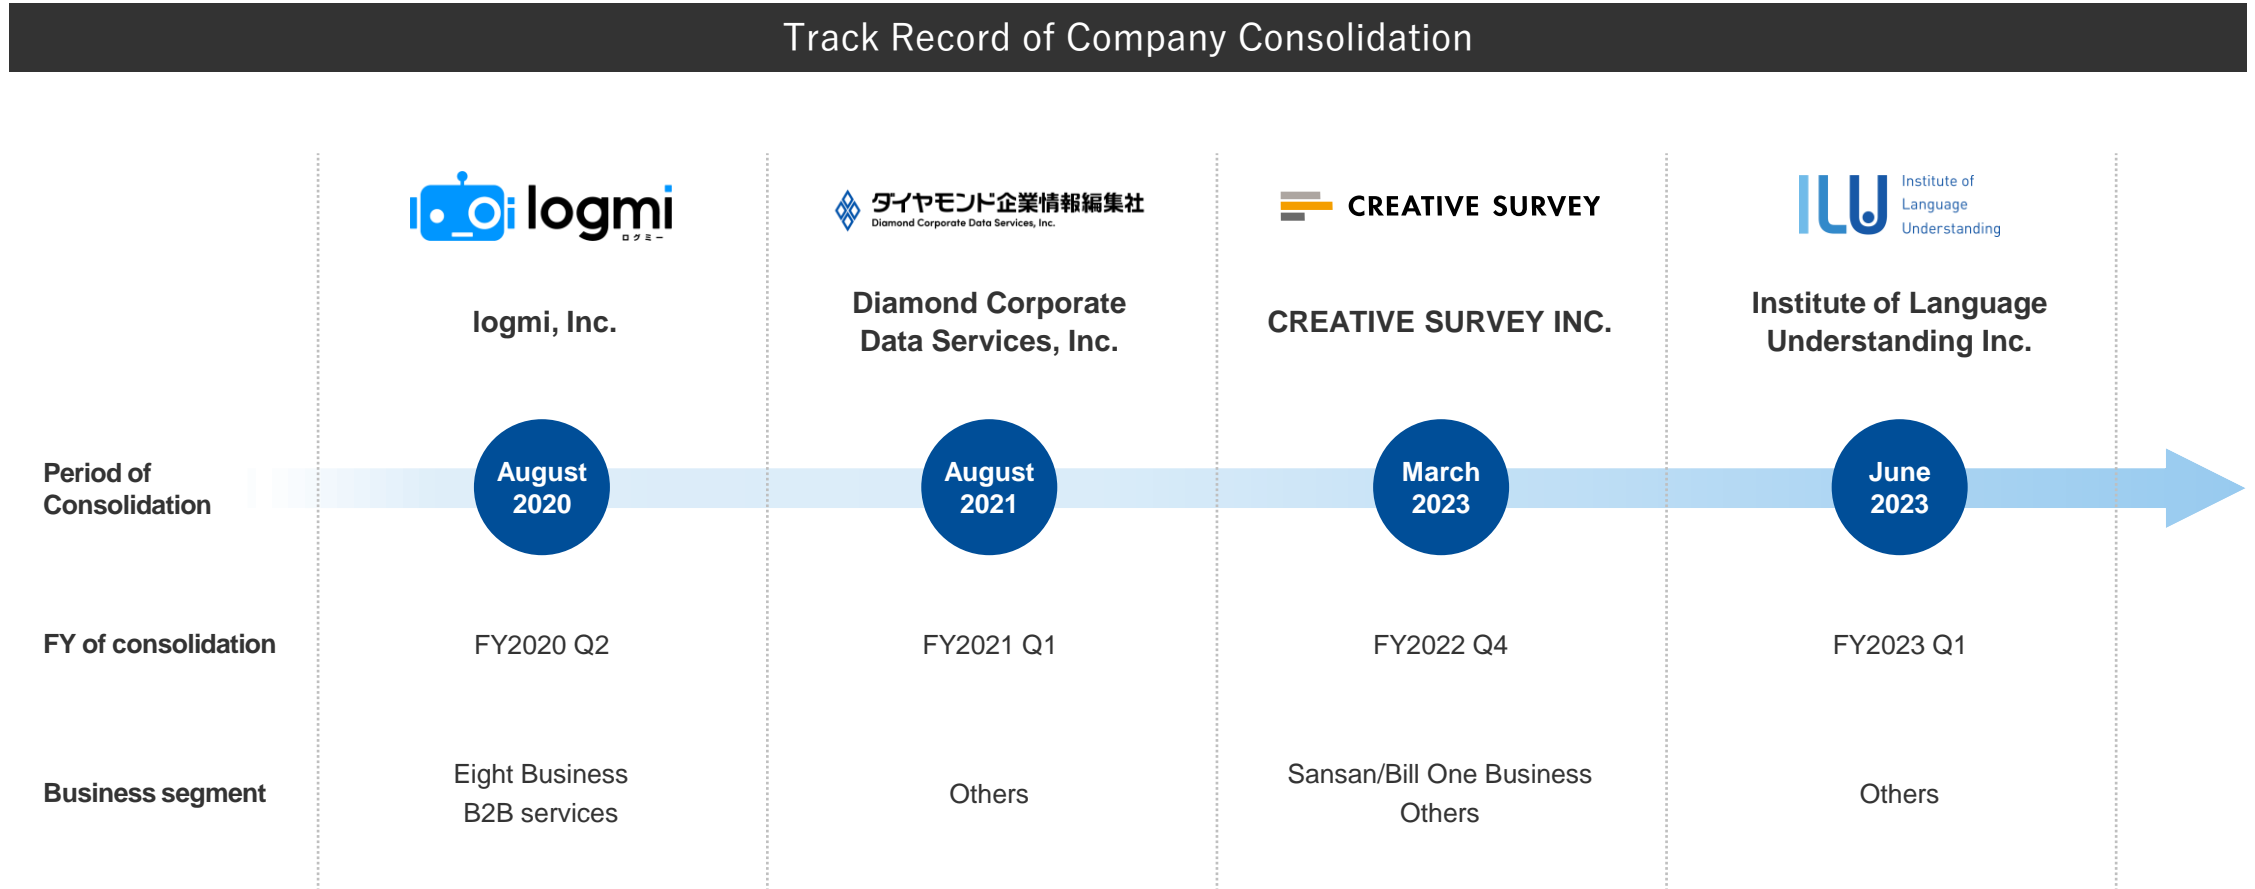 Track Record of Company Consolidation
logmi
ログミー
ダイヤモンド企業情報編集社
Diamond Corporate Data Services, Inc.
CREATIVE SURVEY
ILU
Institute of
Language
Understanding
logmi, Inc.
Diamond Corporate
Data Services, Inc.
CREATIVE SURVEY INC.
Institute of Language
Understanding Inc.
Period of
Consolidation
August
2020
August
2021
March
2023
June
2023
FY of consolidation
FY2020 Q2
FY2021 Q1
FY2022 Q4
FY2023 Q1
Business segment
Eight Business
B2B services
Others
Sansan/Bill One Business
Others
Others